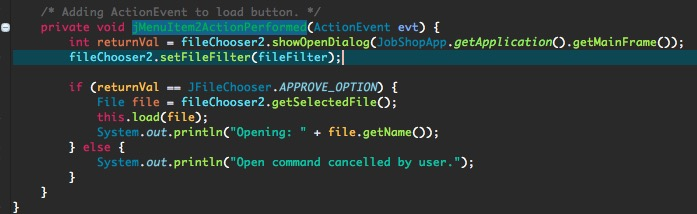 /* Adding ActionEvent to load button. */
private void jMenuItem2ActionPerformed(ActionEvent evt) {
int returnVal = fileChooser2.showOpenDialog(JobShopApp.getApplication().getMainFrame());
fileChooser2.setFileFilter(fileFilter);
if (returnVal == JFileChooser.APPROVE_OPTION) {
File file = fileChooser2.getSelectedFile();
this.load(file);
System.out.println("Opening: " + file.getName());
} else {
System.out.println("Open command cancelled by user.");
}
}
}